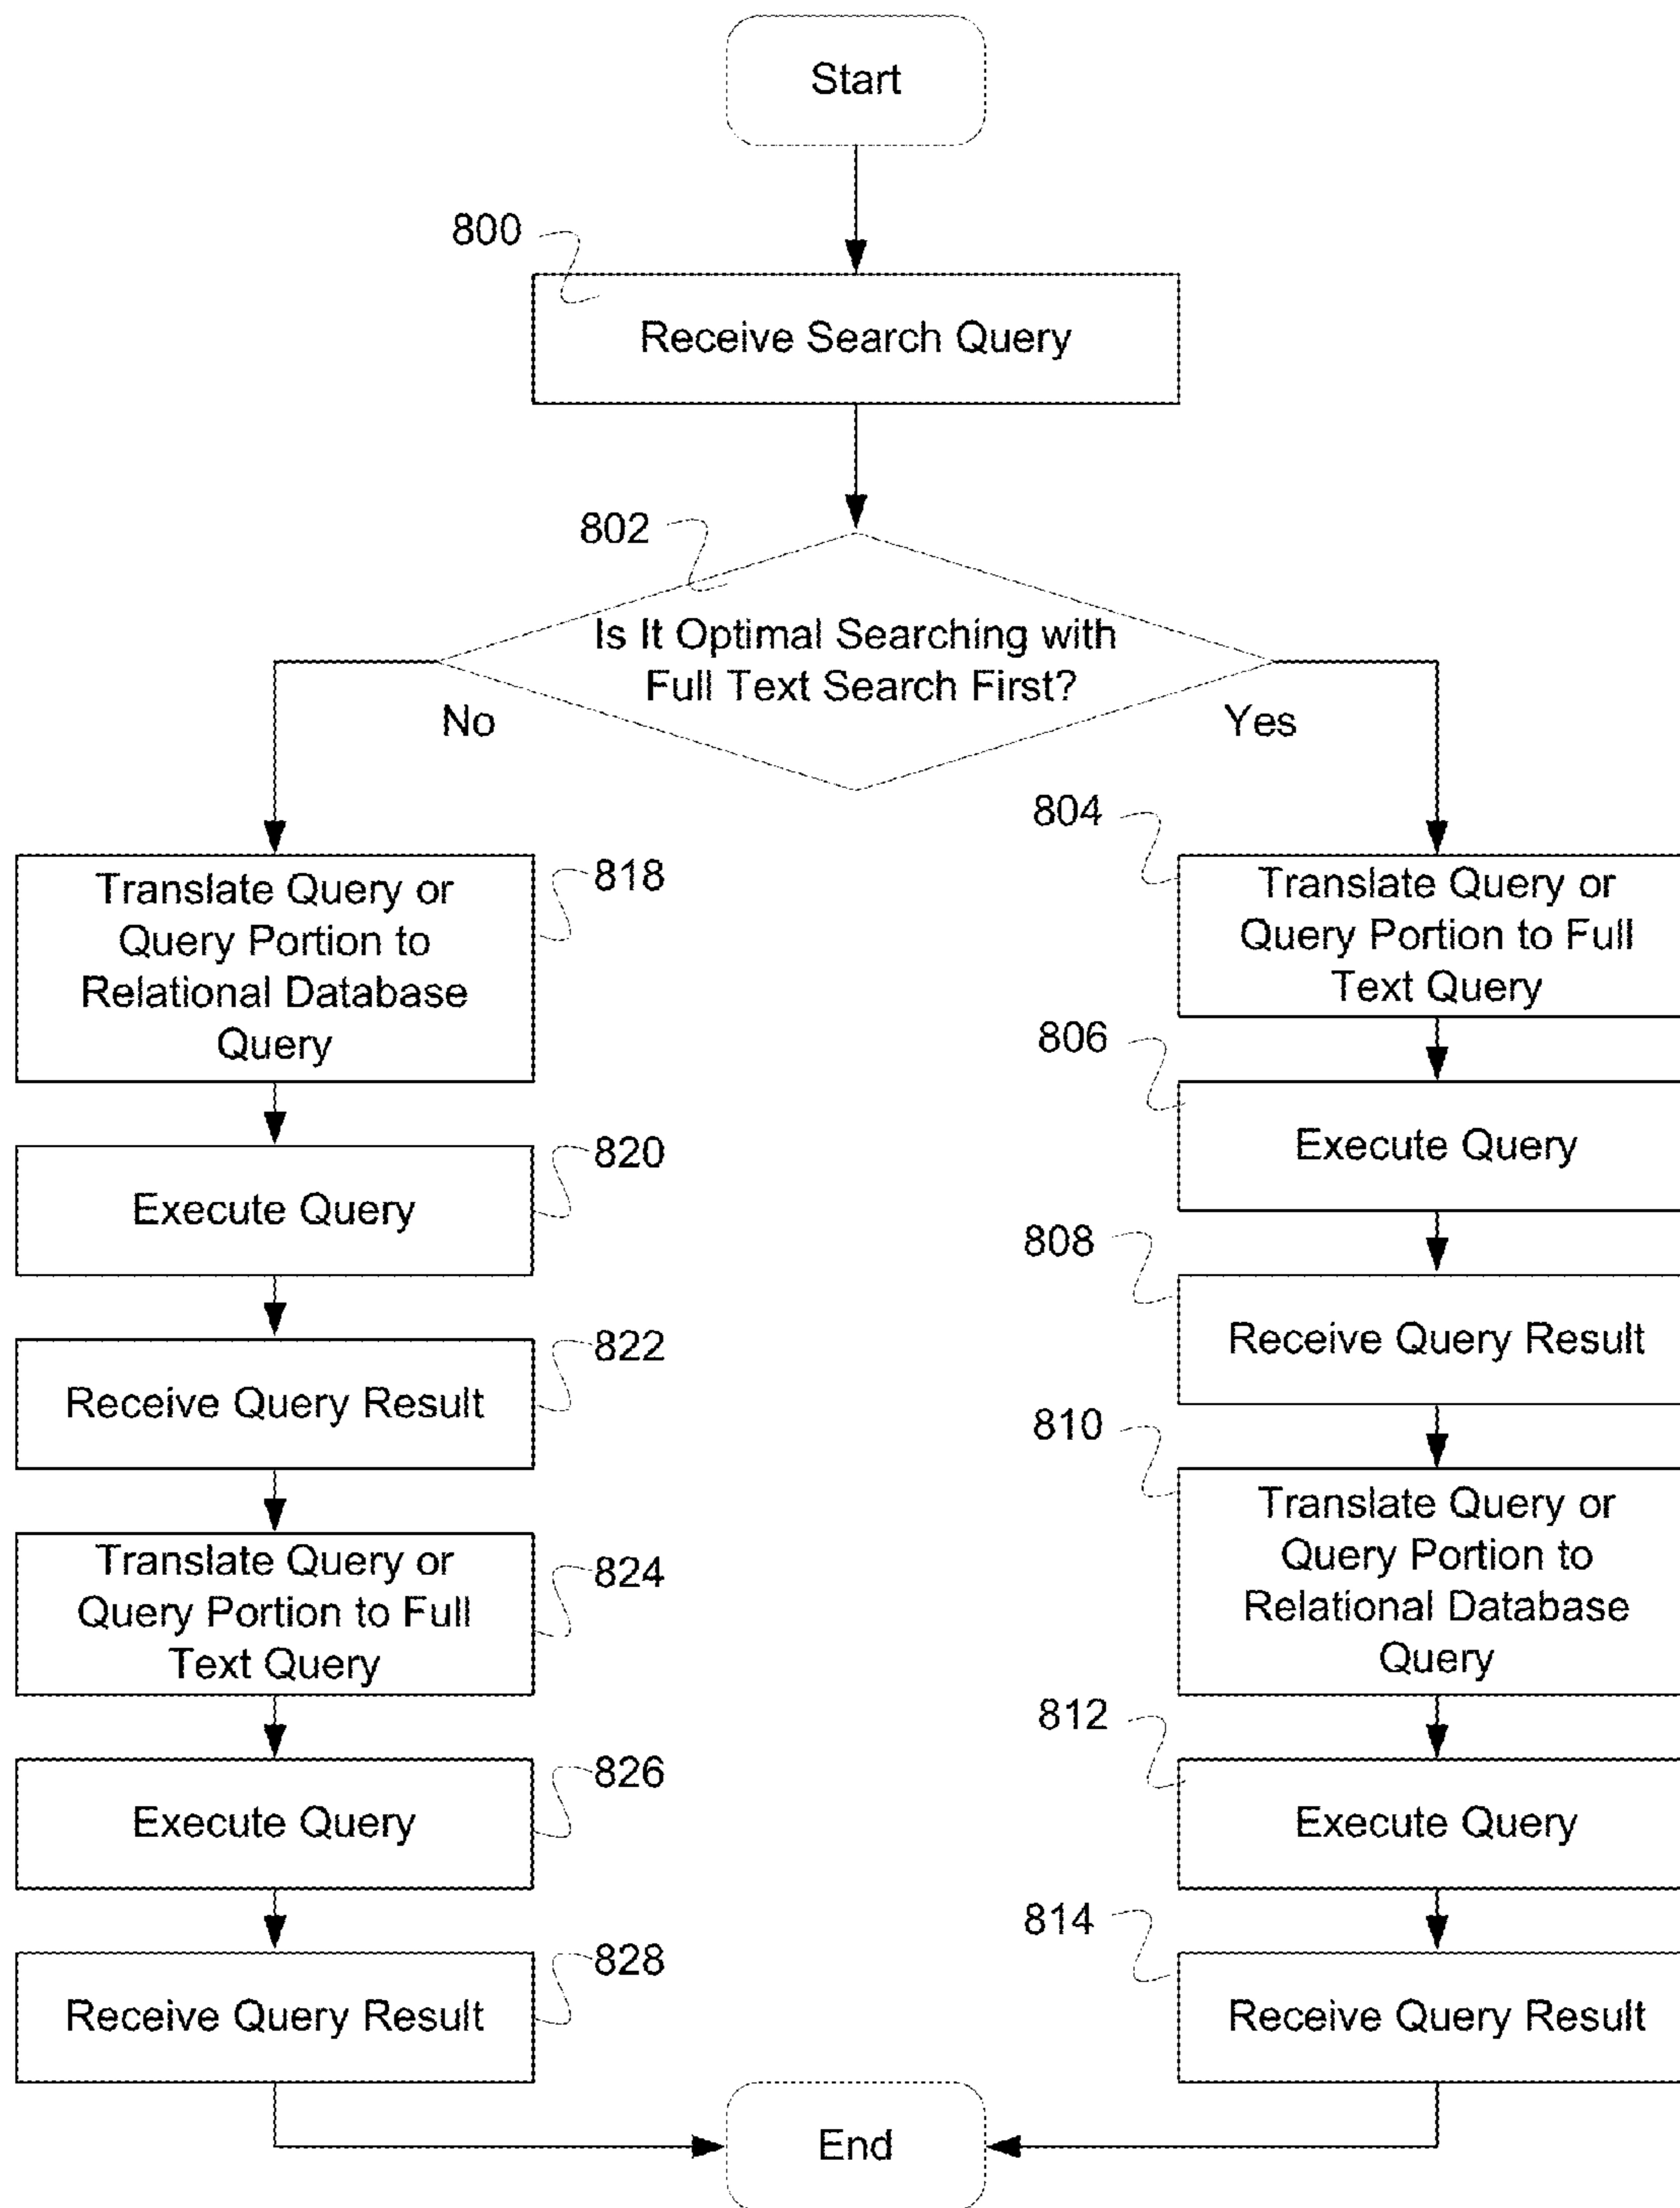 Start
800
Receive Search Query
802
Is It Optimal Searching with
Full Text Search First?
No
Yes
818
Translate Query or
Query Portion to
Relational Database
Query
820
Execute Query
822
Receive Query Result
824
Translate Query or
Query Portion to Full
Text Query
826
Execute Query
828
Receive Query Result
804
Translate Query or
Query Portion to Full
Text Query
806
Execute Query
808
Receive Query Result
810
Translate Query or
Query Portion to
Relational Database
Query
812
Execute Query
814
Receive Query Result
End